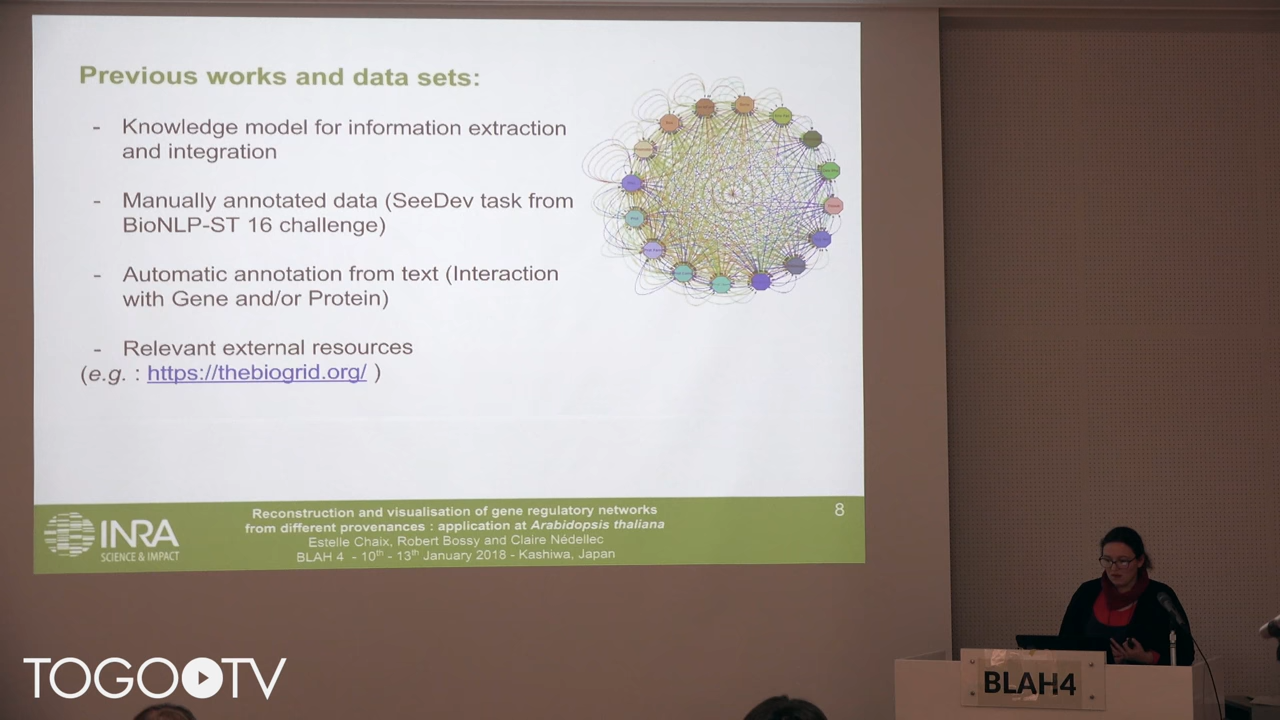 Previous works and data sets:
- Knowledge model for information extraction
and integration
- Manually annotated data (SeeDev task from
BioNLP-ST 16 challenge)
- Automatic annotation from text (Interaction
with Gene and/or Protein)
- Relevant external resources
(e.g. : https://thebiogrid.org/ )
INRA
SCIENCE & IMPACT
Reconstruction and visualisation of gene regulatory networks
from different provenances : application at Arabidopsis thaliana
Estelle Chaix, Robert Bossy and Claire Nédellec
BLAH 4 - 10th - 13th January 2018 - Kashiwa, Japan
8
TOGOTV
BLAH4